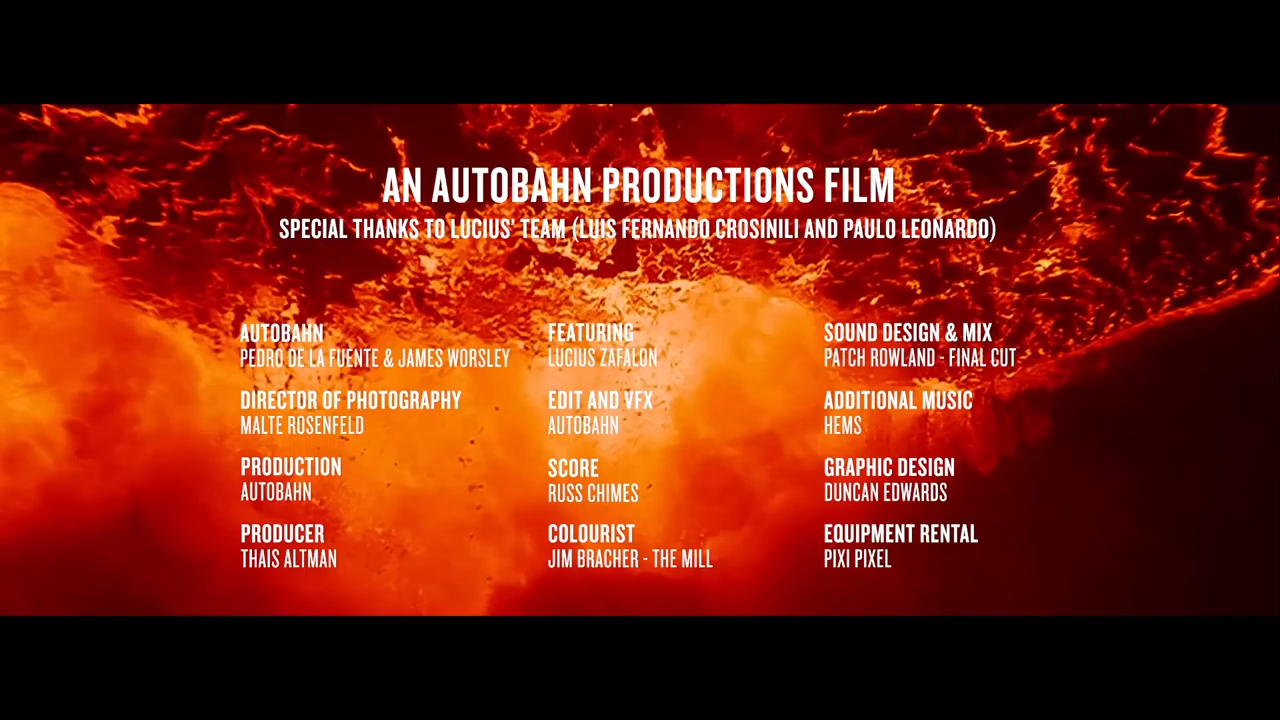 AN AUTOBAHN PRODUCTIONS FILM
SPECIAL THANKS TO LUCIUS' TEAM (LUIS FERNANDO CROSINILI AND PAULO LEONARDO)
AUTOBAHN
PEDRO DE LA FUENTE & JAMES WORSLEY
DIRECTOR OF PHOTOGRAPHY
MALTE ROSENFELD
PRODUCTION
AUTOBAHN
PRODUCER
THAIS ALTMAN
FEATURING
LUCIUS ZAFALON
EDIT AND VFX
AUTOBAHN
SCORE
RUSS CHIMES
COLOURIST
JIM BRACHER - THE MILL
SOUND DESIGN & MIX
PATCH ROWLAND - FINAL CUT
ADDITIONAL MUSIC
HEMS
GRAPHIC DESIGN
DUNCAN EDWARDS
EQUIPMENT RENTAL
PIXI PIXEL